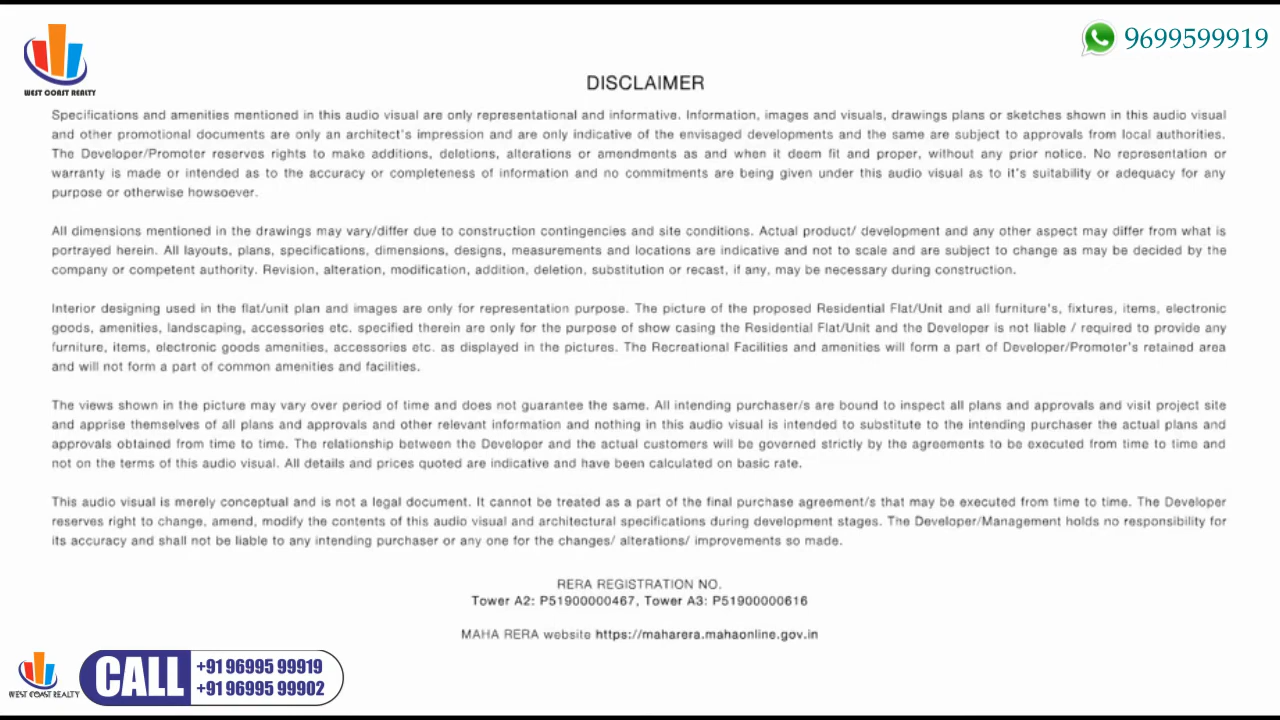 WEST COAST REALTY
9699599919
DISCLAIMER
Specifications and amenities mentioned in this audio visual are only representational and informative. Information, images and visuals, drawings plans or sketches shown in this audio visual
and other promotional documents are only an architect's impression and are only indicative of the envisaged developments and the same are subject to approvals from local authorities.
The Developer/Promoter reserves rights to make additions, deletions, alterations or amendments as and when it deem fit and proper, without any prior notice. No representation or
warranty is made or intended as to the accuracy or completeness of information and no commitments are being given under this audio visual as to it's suitability or adequacy for any
purpose or otherwise howsoever.
All dimensions mentioned in the drawings may vary/differ due to construction contingencies and site conditions. Actual product/ development and any other aspect may differ from what is
portrayed herein. All layouts, plans, specifications, dimensions, designs, measurements and locations are indicative and not to scale and are subject to change as may be decided by the
company or competent authority. Revision, alteration, modification, addition, deletion, substitution or recast, if any, may be necessary during construction.
Interior designing used in the flat/unit plan and images are only for representation purpose. The picture of the proposed Residential Flat/Unit and all furniture's, fixtures, items, electronic
goods, amenities, landscaping, accessories etc. specified therein are only for the purpose of show casing the Residential Flat/Unit and the Developer is not liable / required to provide any
furniture, items, electronic goods amenities, accessories etc. as displayed in the pictures. The Recreational Facilities and amenities will form a part of Developer/Promoter's retained area
and will not form a part of common amenities and facilities.
The views shown in the picture may vary over period of time and does not guarantee the same. All intending purchaser/s are bound to inspect all plans and approvals and visit project site
and apprise themselves of all plans and approvals and other relevant information and nothing in this audio visual is intended to substitute to the intending purchaser the actual plans and
approvals obtained from time to time. The relationship between the Developer and the actual customers will be governed strictly by the agreements to be executed from time to time and
not on the terms of this audio visual. All details and prices quoted are indicative and have been calculated on basic rate.
This audio visual is merely conceptual and is not a legal document. It cannot be treated as a part of the final purchase agreement/s that may be executed from time to time. The Developer
reserves right to change, amend, modify the contents of this audio visual and architectural specifications during development stages. The Developer/Management holds no responsibility for
its accuracy and shall not be liable to any intending purchaser or any one for the changes/ alterations/ improvements so made.
RERA REGISTRATION NO.
Tower A2: P51900000467, Tower A3: P51900000616
MAHA RERA website https://maharera.mahaonline.gov.in
WEST COAST REALTY
CALL
+91 96995 99919
+91 96995 99902